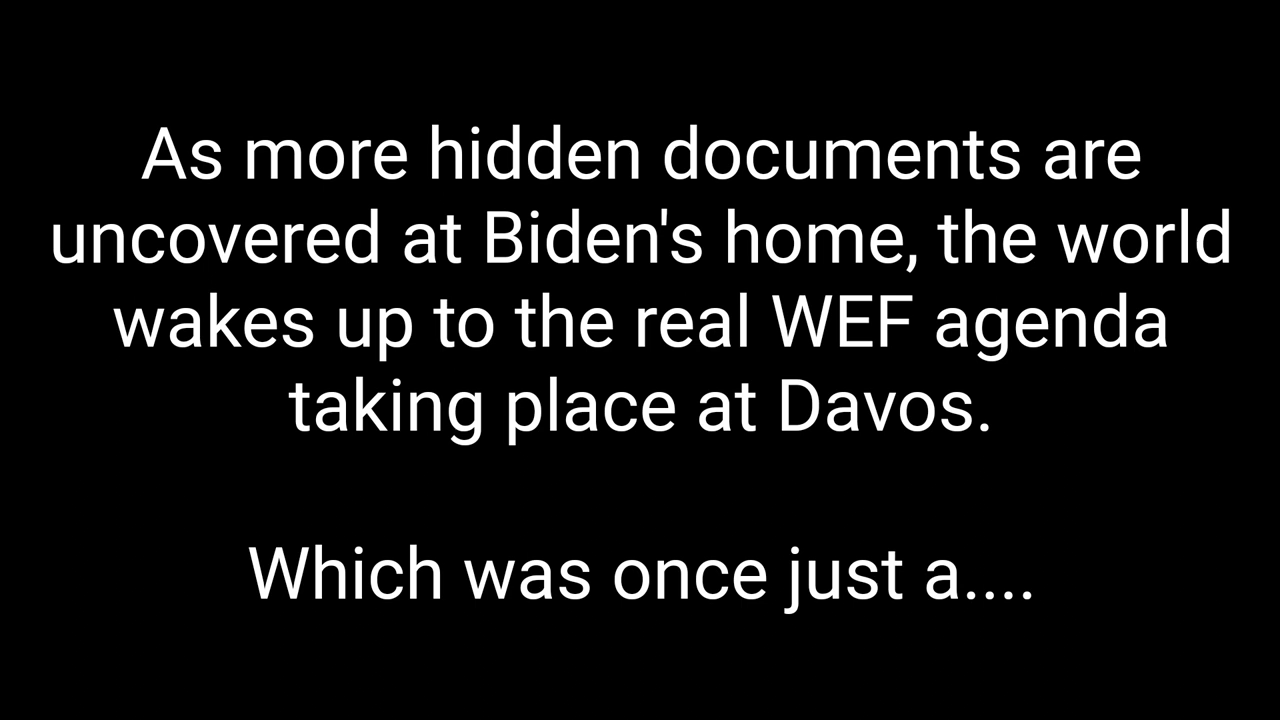 As more hidden documents are
uncovered at Biden's home, the world
wakes up to the real WEF agenda
taking place at Davos.
Which was once just a....